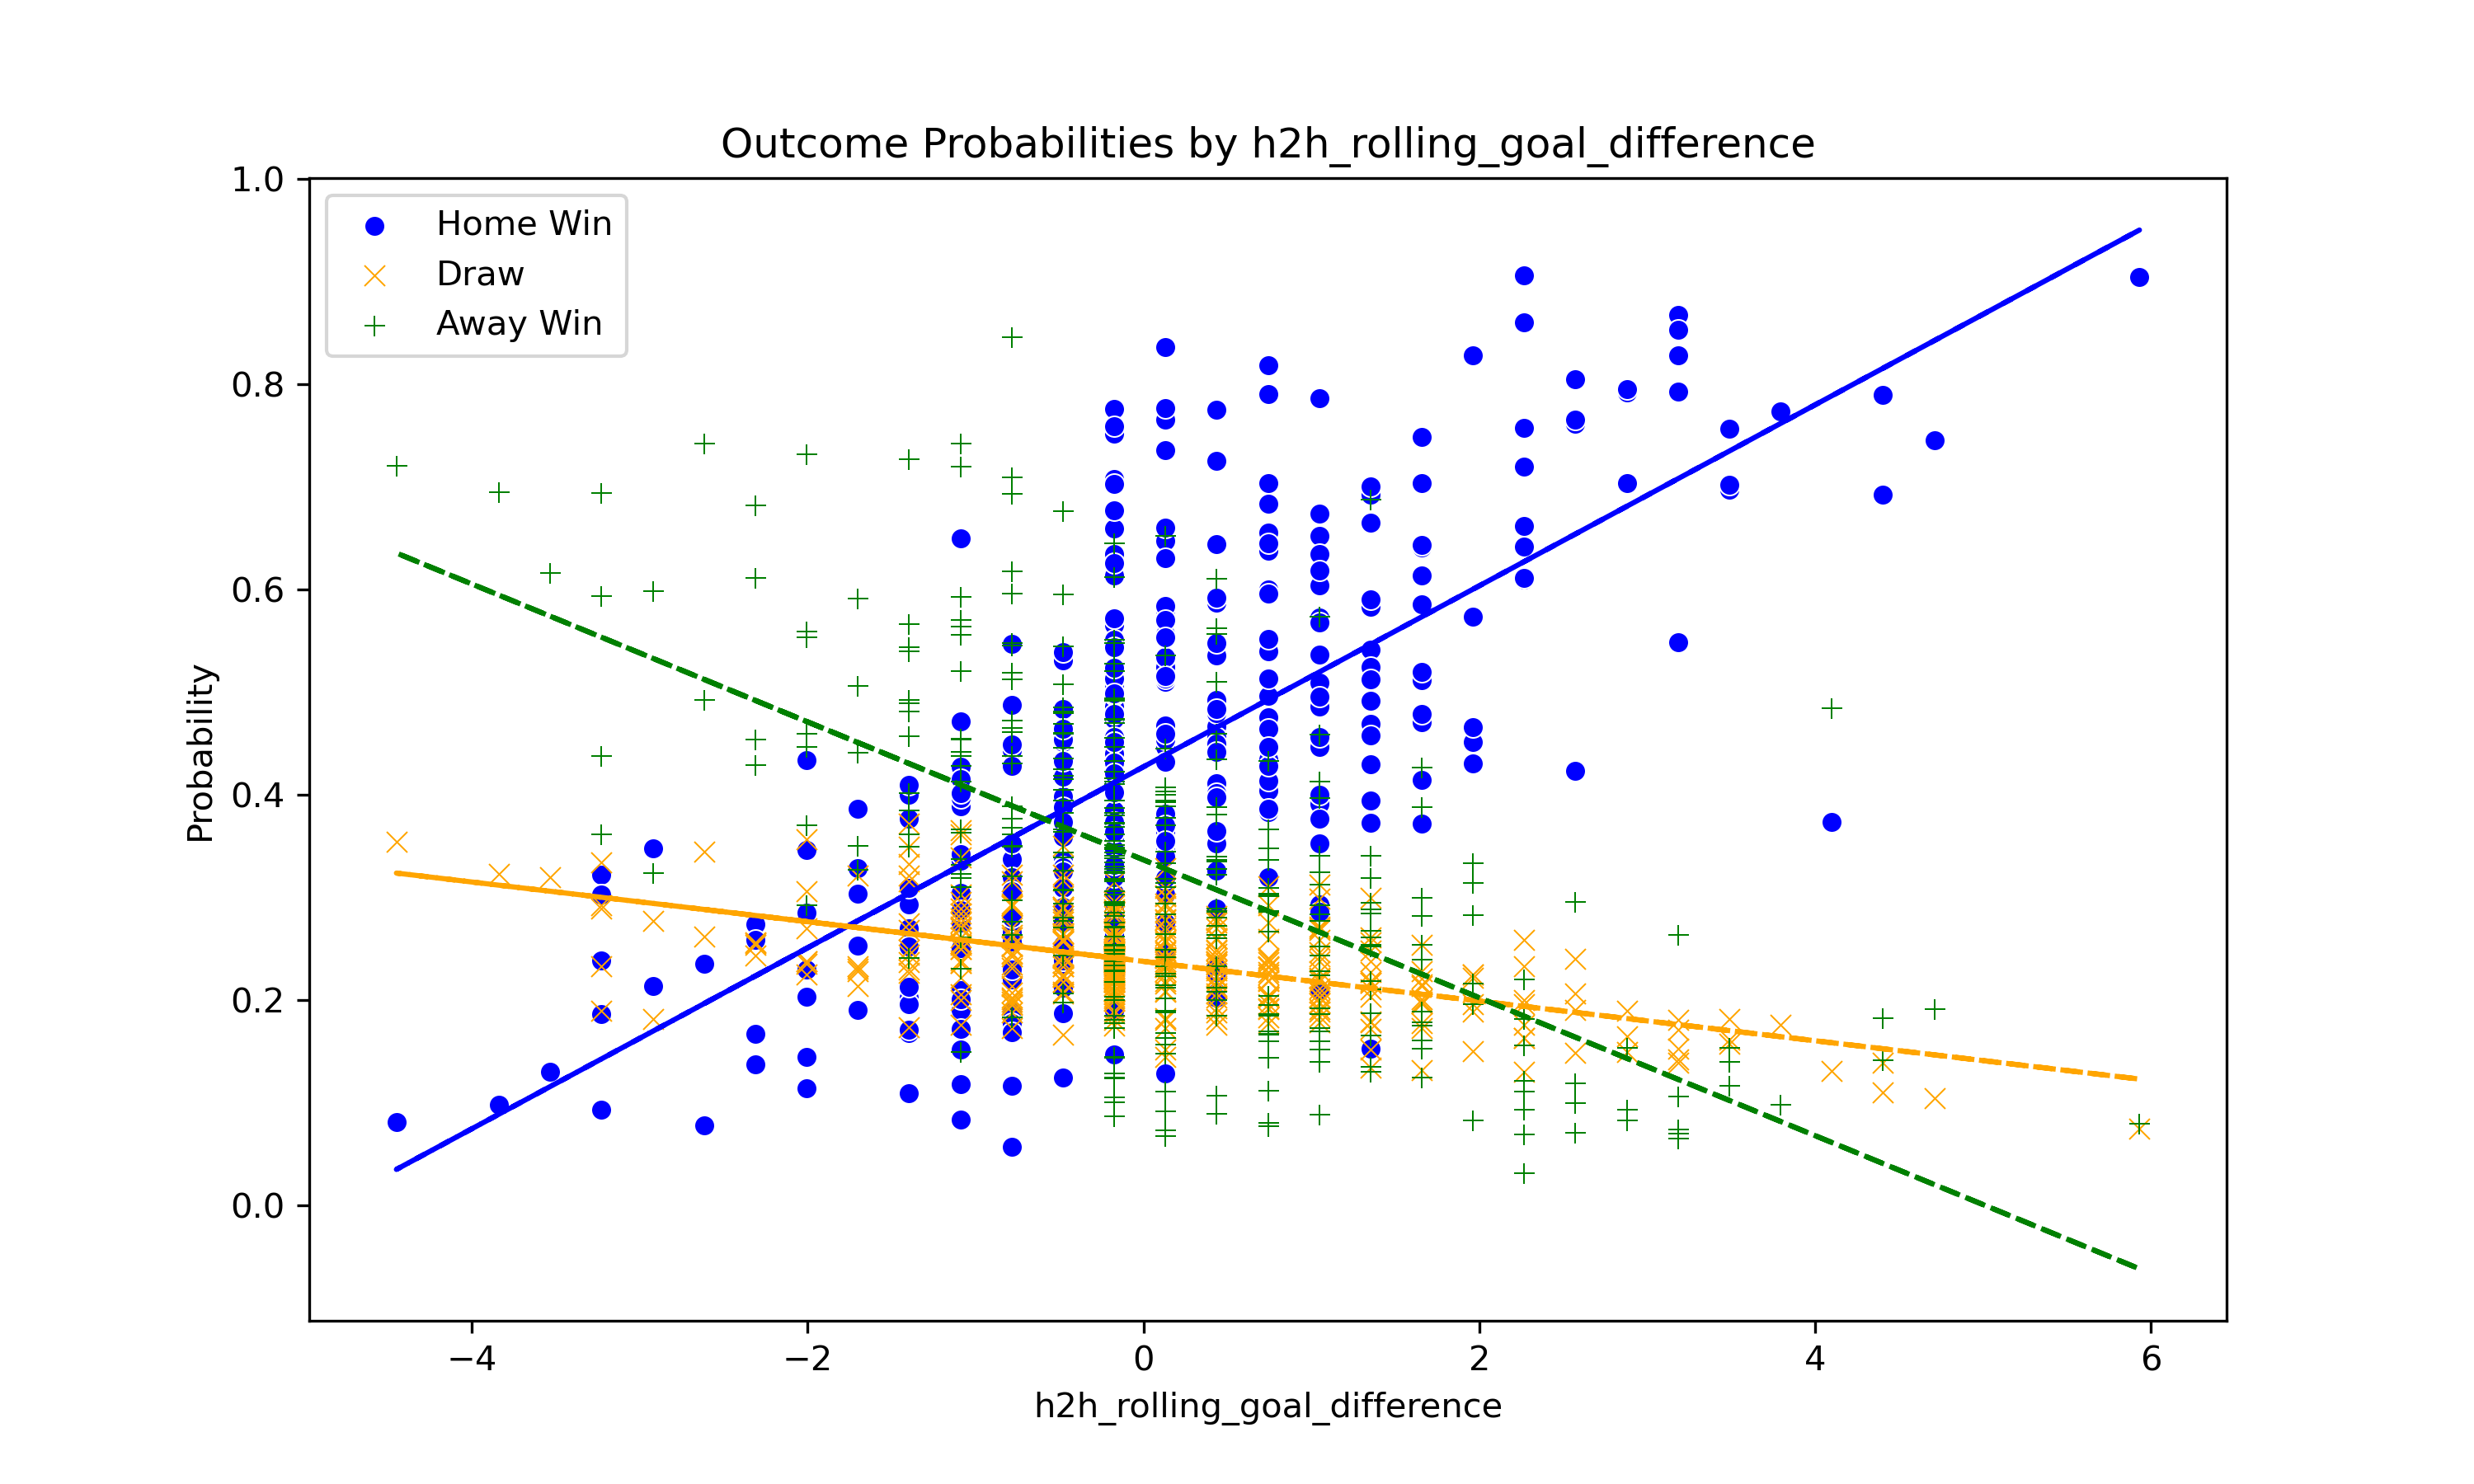 Outcome Probabilities by h2h_rolling_goal_difference
Home Win
Draw
Away Win
1.0
0.8
0.6
0.4
0.2
0.0
Probability
−4
−2
0
2
4
6
h2h_rolling_goal_difference